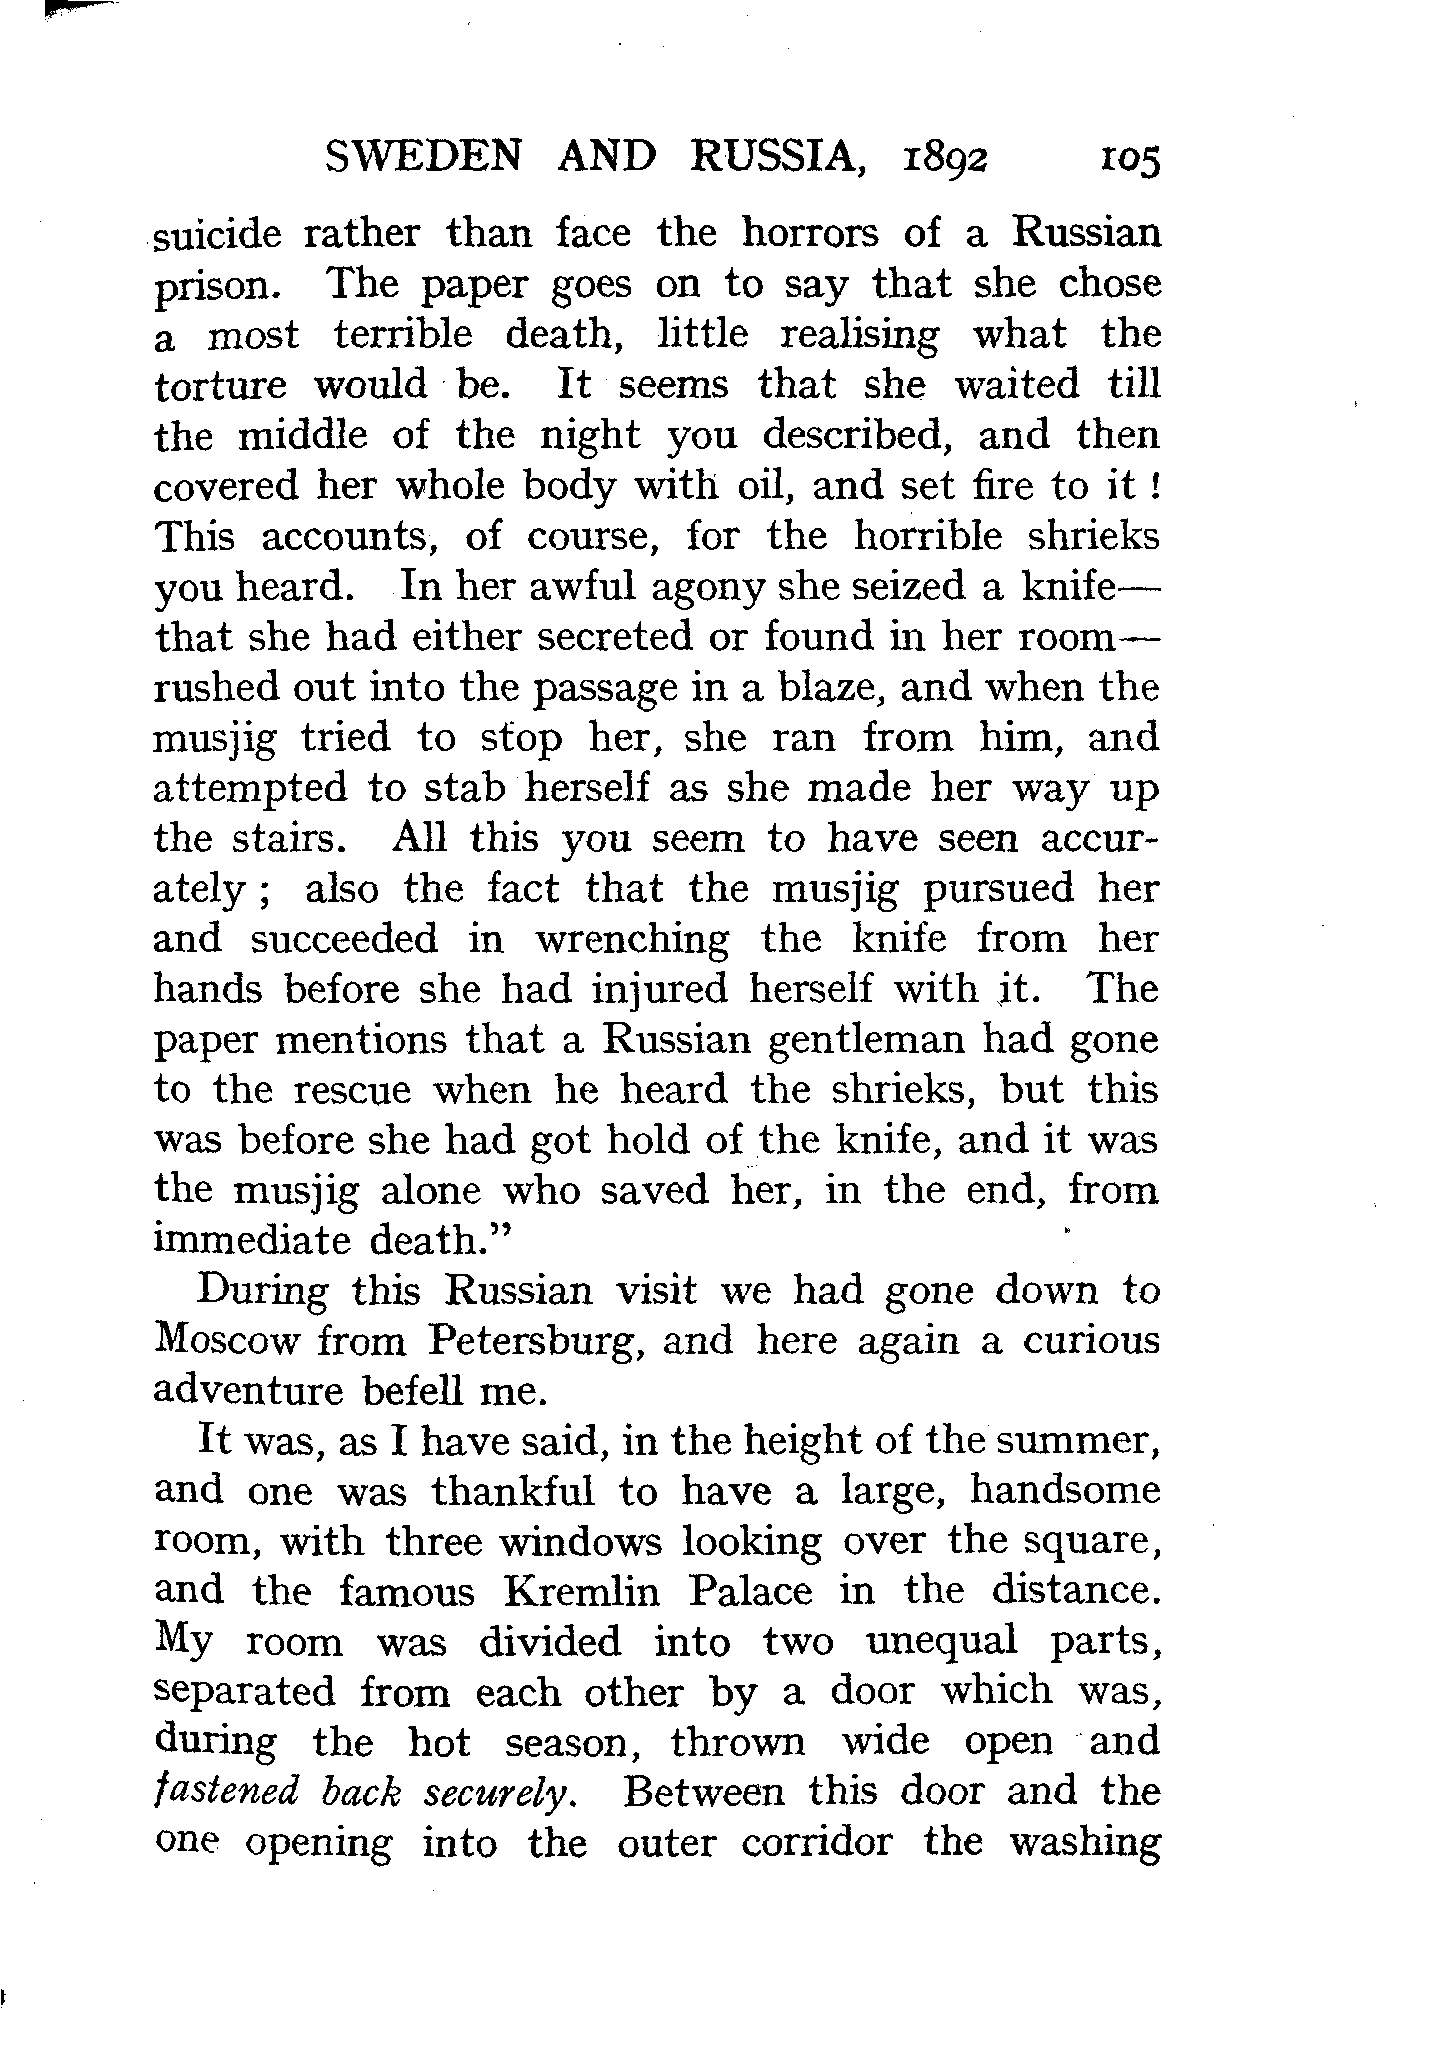 SWEDEN AND RUSSIA, 1892 105
suicide rather than face the horrors of a Russian
prison. The paper goes on to say that she chose
a most terrible death, little realising what the
torture would be. It seems that she waited till
the middle of the night you described, and then
covered her whole body with oil, and set fire to it !
This accounts, of course, for the horrible shrieks
you heard. In her awful agony she seized a knife—
that she had either secreted or found in her room—
rushed out into the passage in a blaze, and when the
musjig tried to stop her, she ran from him, and
attempted to stab herself as she made her way up
the stairs. All this you seem to have seen accur-
ately ; also the fact that the musjig pursued her
and succeeded in wrenching the knife from her
hands before she had injured herself with it. The
paper mentions that a Russian gentleman had gone
to the rescue when he heard the shrieks, but this
was before she had got hold of the knife, and it was
the musjig alone who saved her, in the end, from
immediate death."
During this Russian visit we had gone down to
Moscow from Petersburg, and here again a curious
adventure befell me.
It was, as I have said, in the height of the summer,
and one was thankful to have a large, handsome
room, with three windows looking over the square,
and the famous Kremlin Palace in the distance.
My room was divided into two unequal parts,
separated from each other by a door which was,
during the hot season, thrown wide open and
fastened back securely. Between this door and the
one opening into the outer corridor the washing